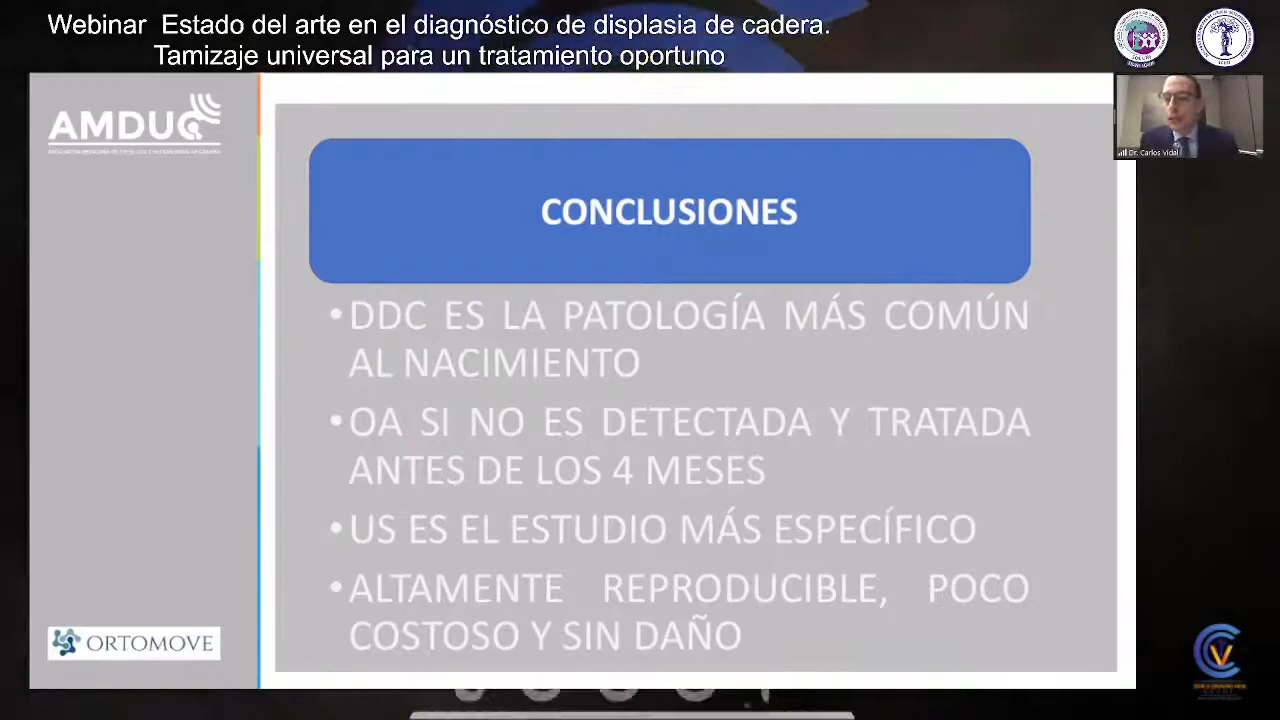 Webinar Estado del arte en el diagnóstico de displasia de cadera.
Tamizaje universal para un tratamiento oportuno
AMDUC
Dr. Carlos Vidal
CONCLUSIONES
•DDC ES LA PATOLOGÍA MÁS COMÚN
AL NACIMIENTO
•OA SI NO ES DETECTADA Y TRATADA
ANTES DE LOS 4 MESES
•US ES EL ESTUDIO MÁS ESPECÍFICO
•ALTAMENTE REPRODUCIBLE, POCO
COSTOSO Y SIN DAÑO
ORTOMOVE